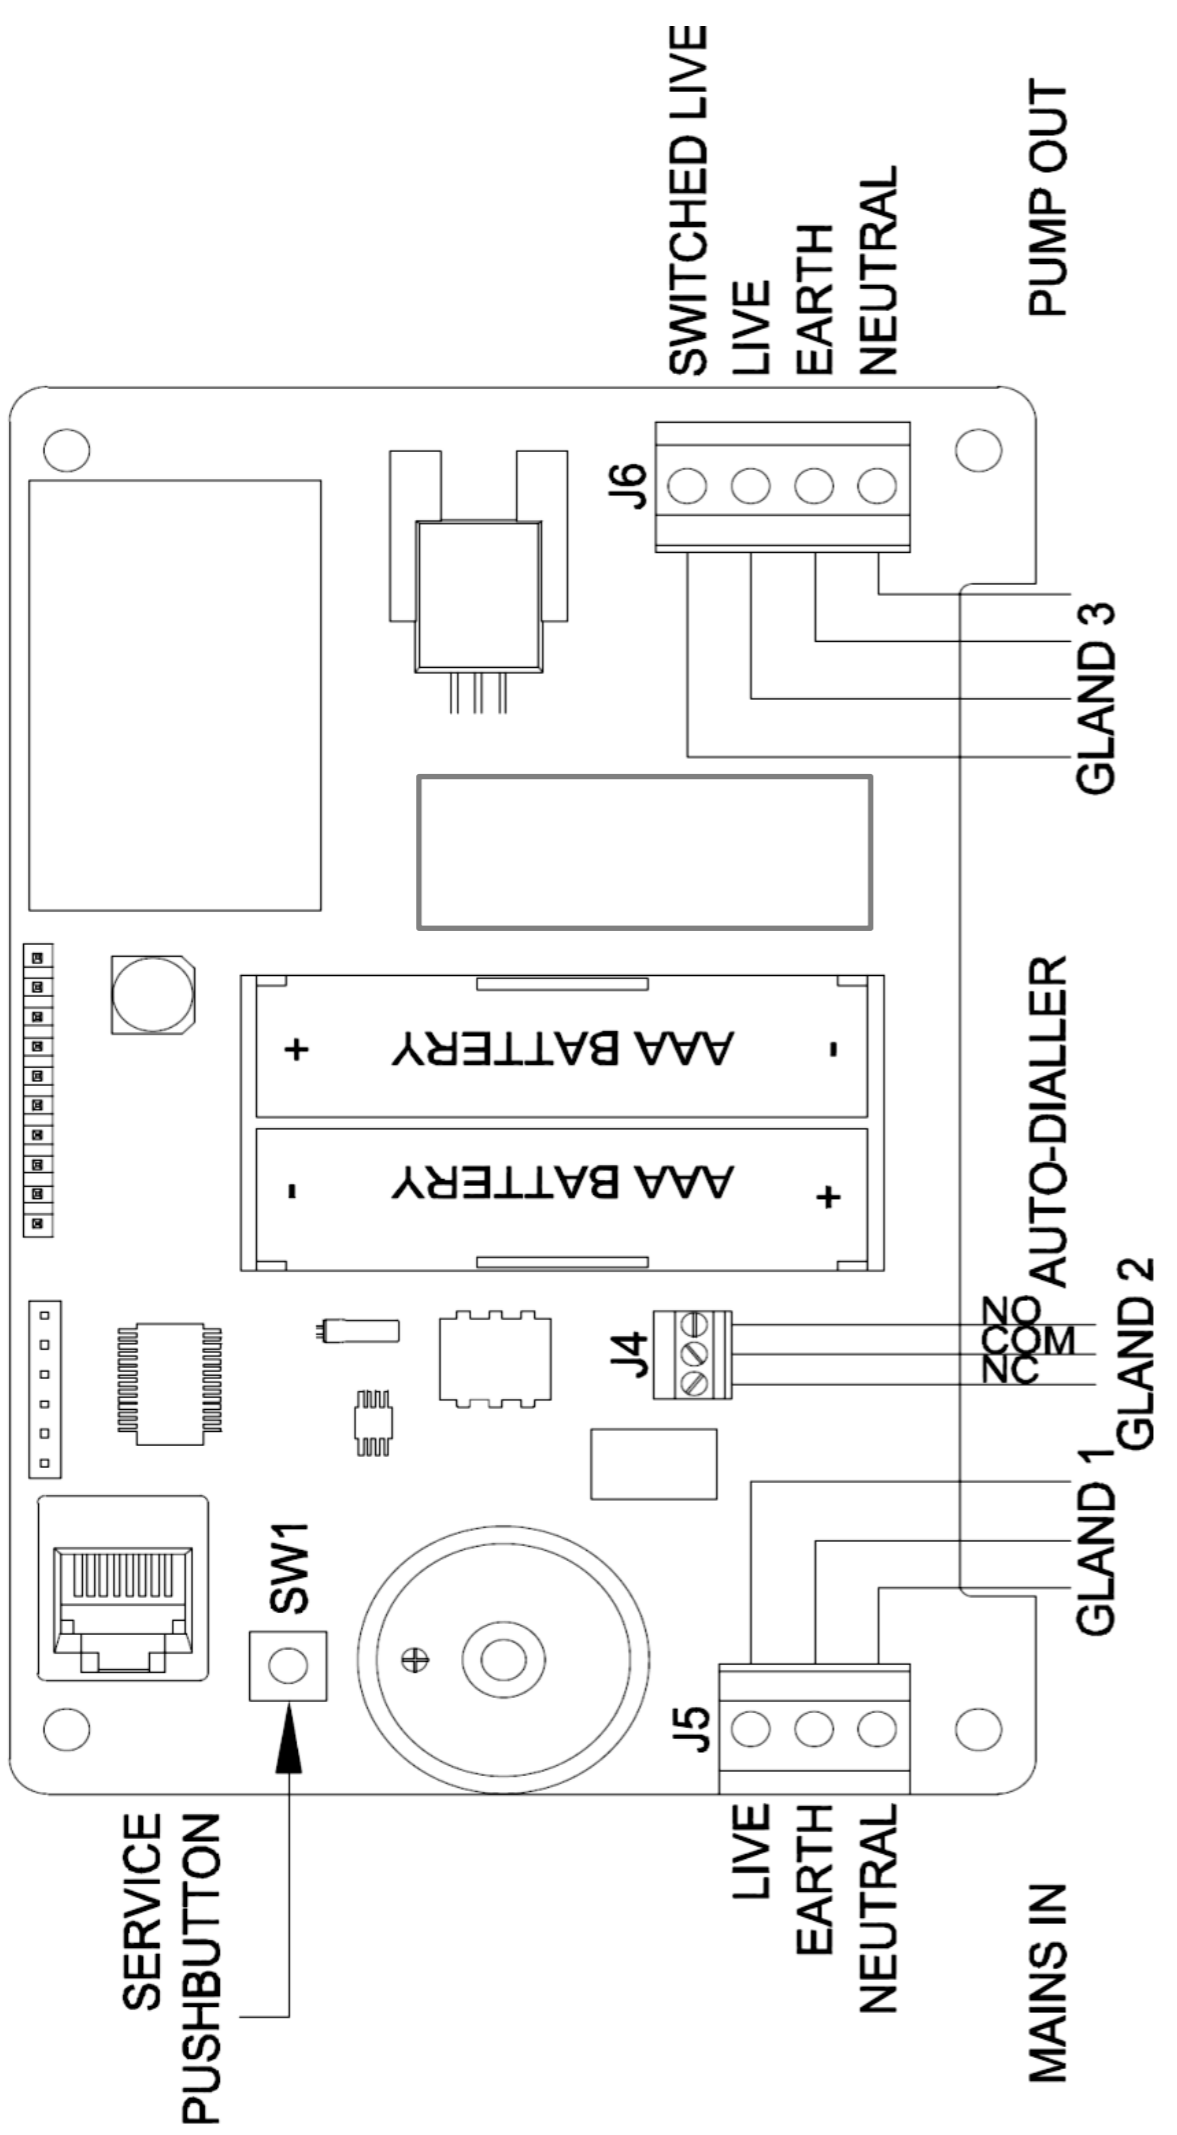 SERVICE
PUSHBUTTON
SW1
J5
LIVE
EARTH
NEUTRAL
MAINS IN
GLAND 1
J4
NO
COM
NC
GLAND 2
AUTO-DIALLER
- AAA BATTERY +
+ AAA BATTERY -
J6
SWITCHED LIVE
LIVE
EARTH
NEUTRAL
GLAND 3
PUMP OUT